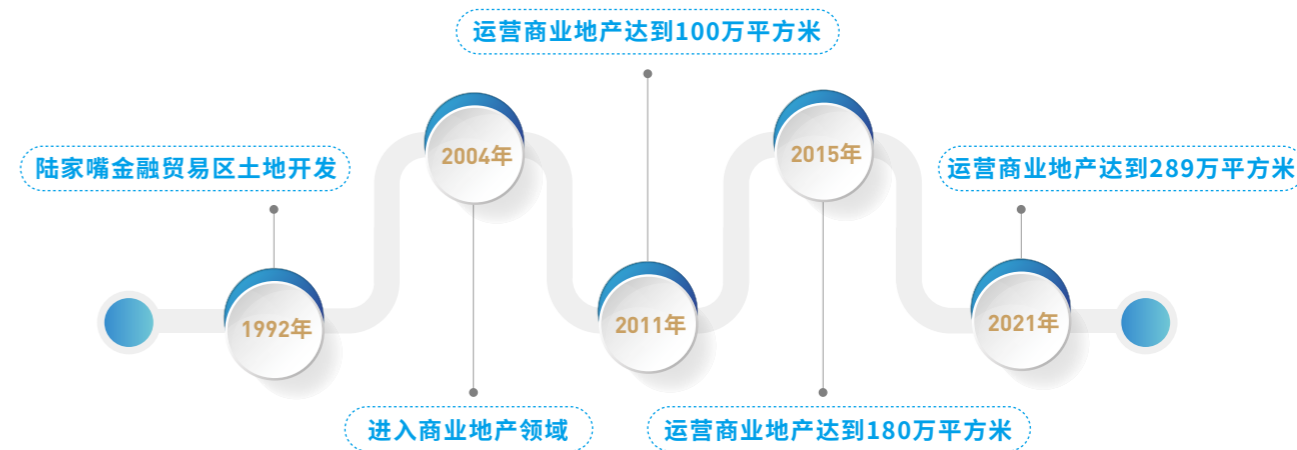 运营商业地产达到100万平方米
2004年
2015年
陆家嘴金融贸易区土地开发
运营商业地产达到289万平方米
1992年
2011年
2021年
进入商业地产领域
运营商业地产达到180万平方米